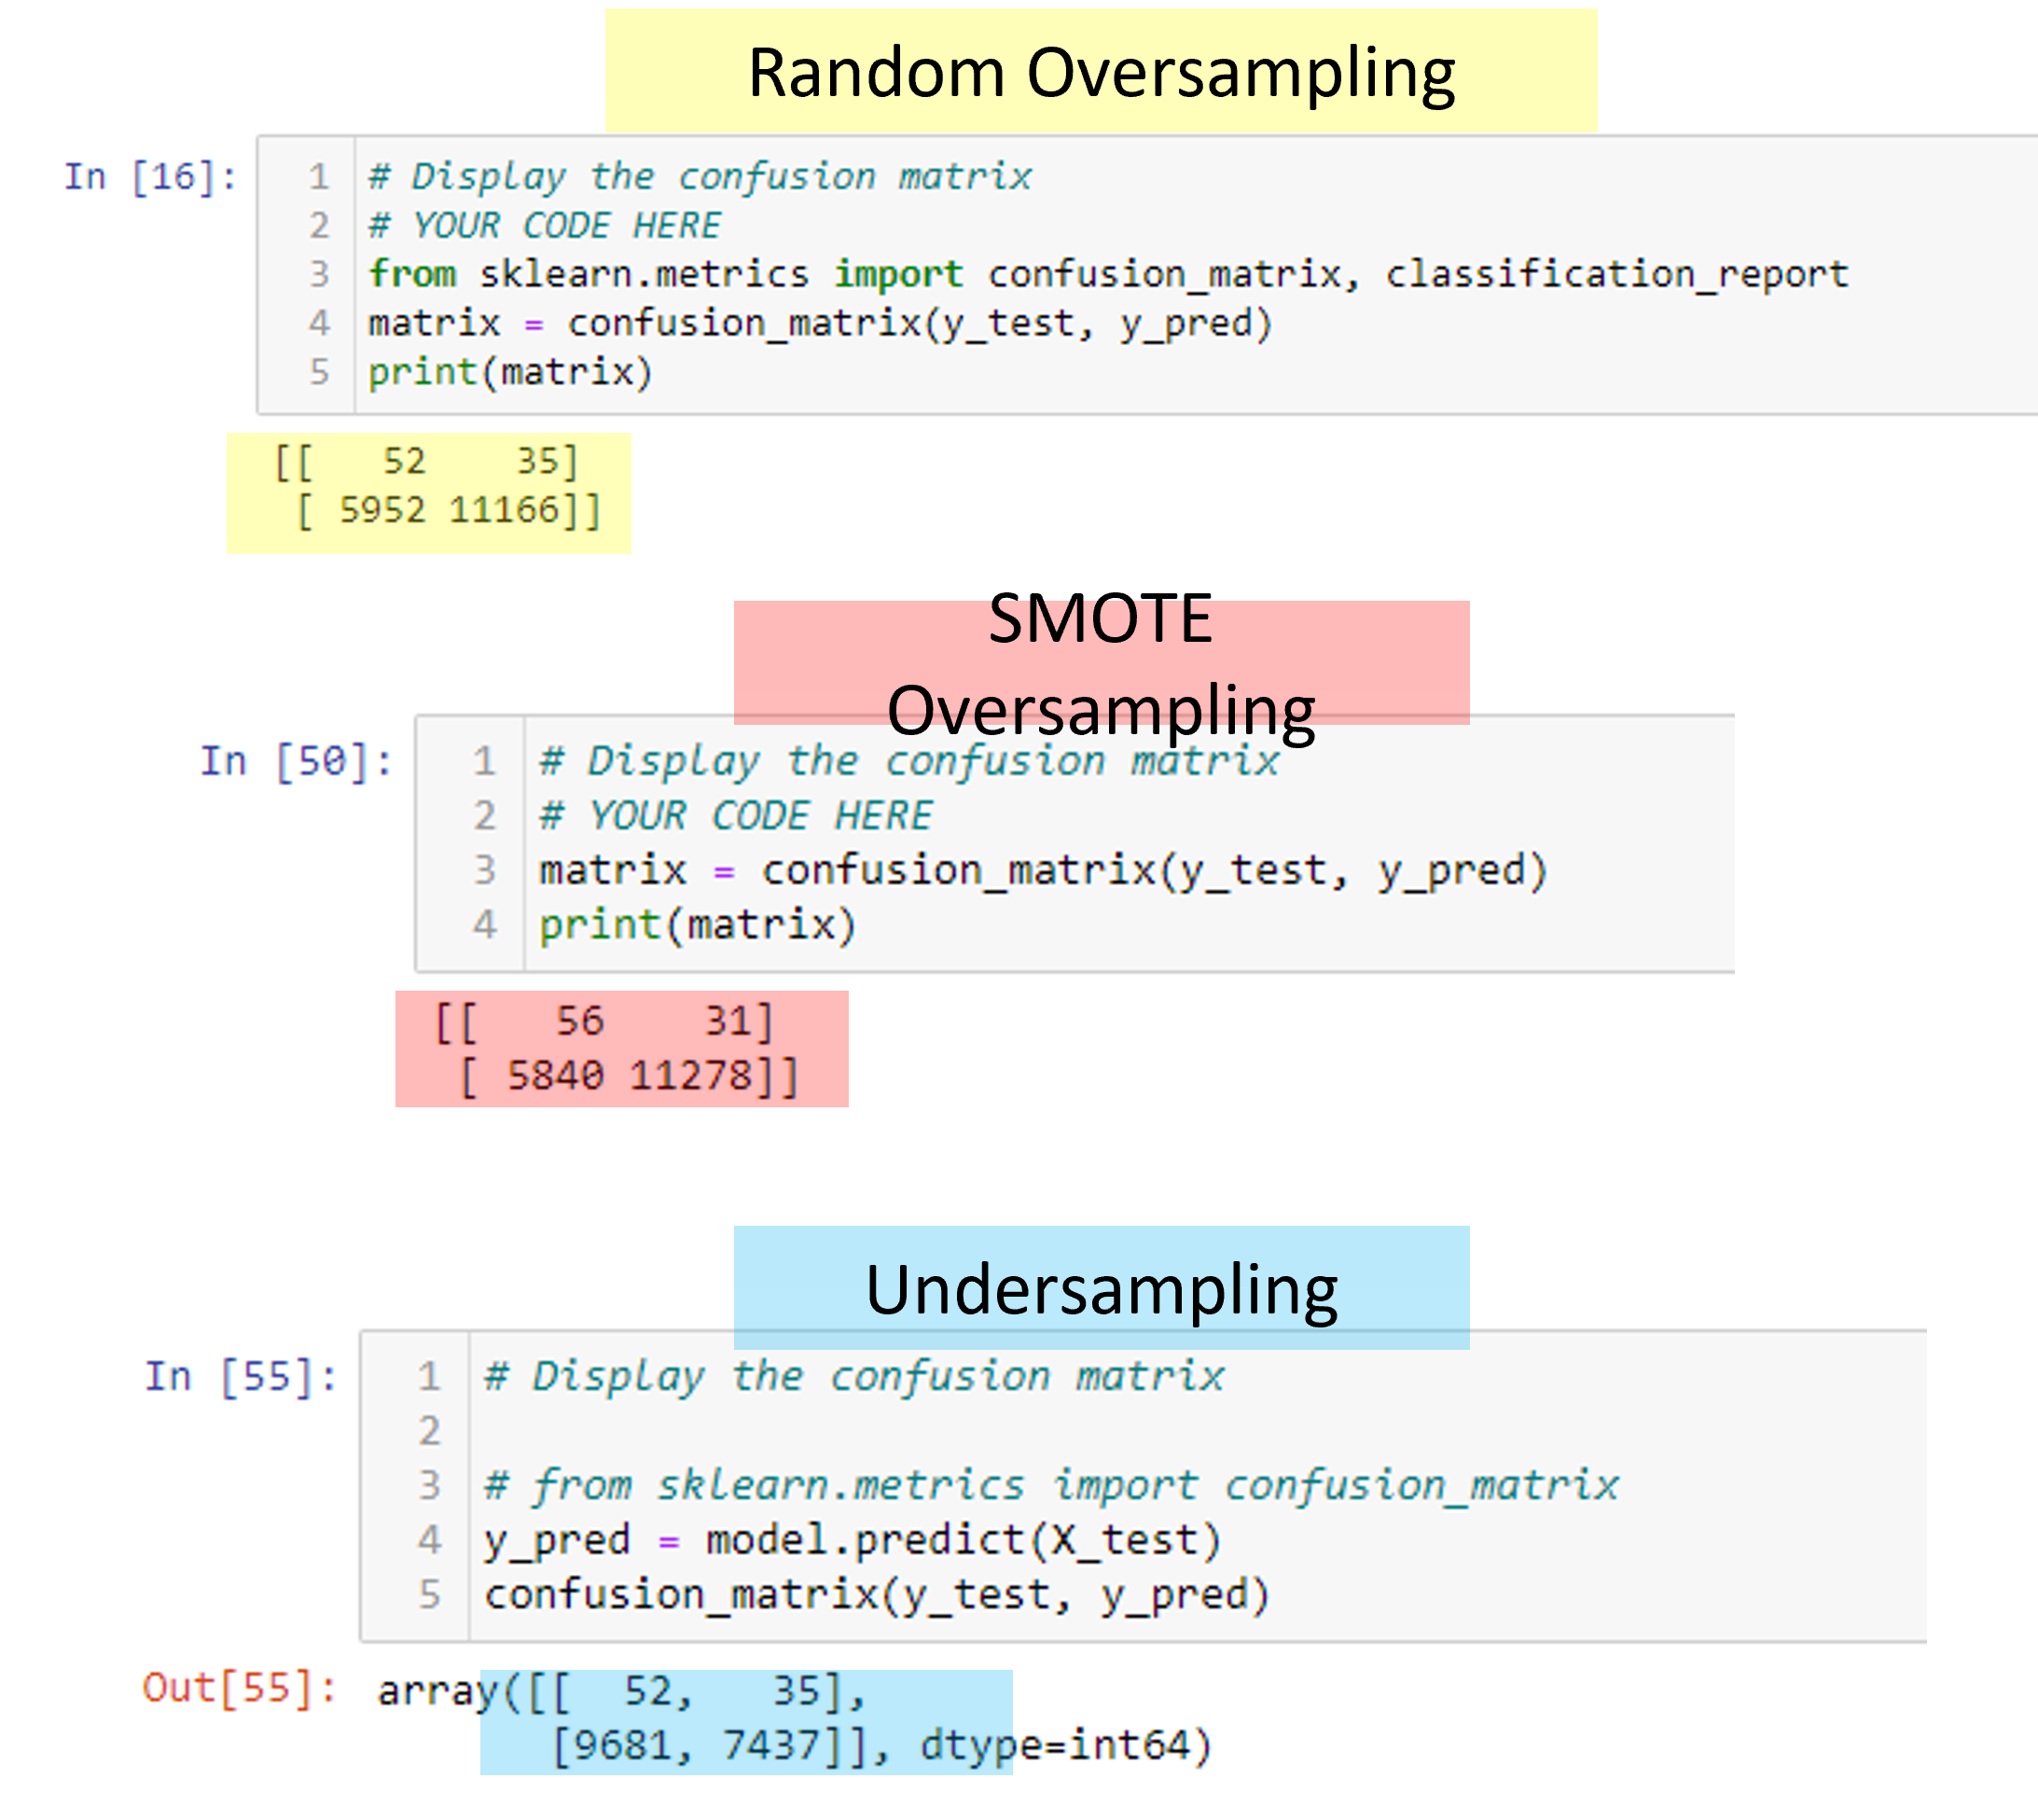 Random Oversampling
In [16]:
1 # Display the confusion matrix
2 # YOUR CODE HERE
3 from sklearn.metrics import confusion_matrix, classification_report
4 matrix = confusion_matrix(y_test, y_pred)
5 print(matrix)
[[   52    35]
 [ 5952 11166]]
SMOTE
Oversampling
In [50]:
1 # Display the confusion matrix
2 # YOUR CODE HERE
3 matrix = confusion_matrix(y_test, y_pred)
4 print(matrix)
[[   56    31]
 [ 5840 11278]]
Undersampling
In [55]:
1 # Display the confusion matrix
2
3 # from sklearn.metrics import confusion_matrix
4 y_pred = model.predict(X_test)
5 confusion_matrix(y_test, y_pred)
Out[55]: array([[  52,   35],
       [9681, 7437]], dtype=int64)